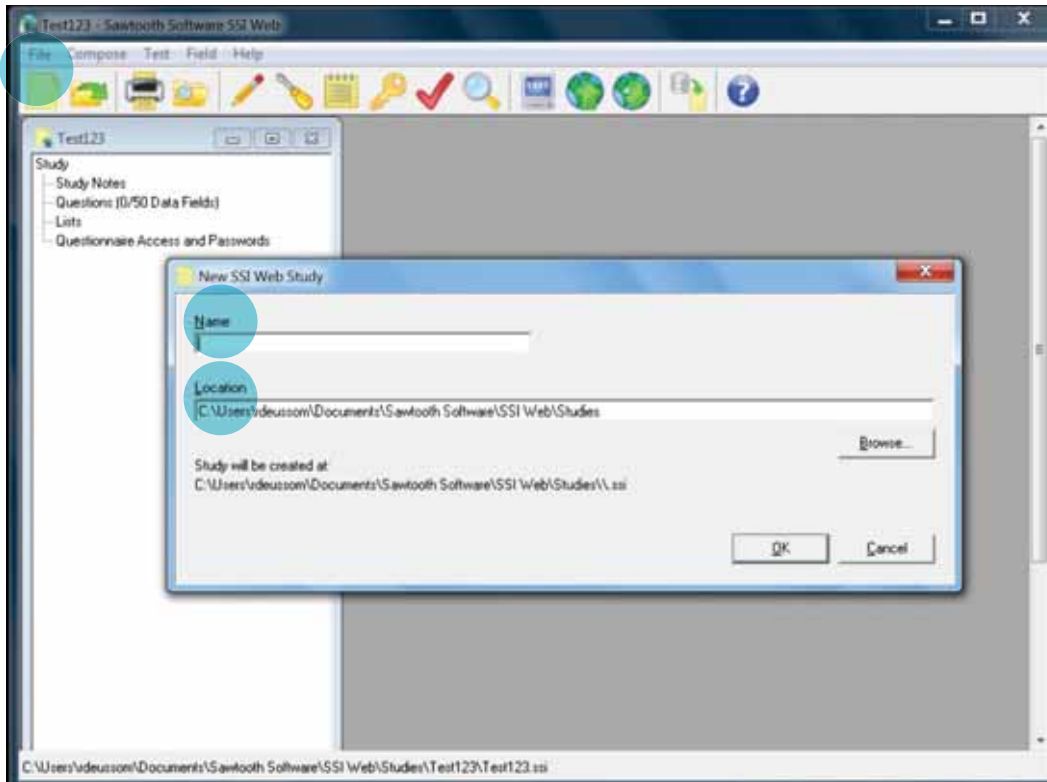 Test123 - Sawtooth Software SSI Web
File Compose Test Field Help
Test123
Study
Study Notes
Questions (0/50 Data Fields)
Lists
Questionnaire Access and Passwords
New SSI Web Study
Name
Location
C:\Users\vdeussom\Documents\Sawtooth Software\SSI Web\Studies
Browse...
Study will be created at
C:\Users\vdeussom\Documents\Sawtooth Software\SSI Web\Studies\\.ssi
OK Cancel
C:\Users\vdeussom\Documents\Sawtooth Software\SSI Web\Studies\Test123\Test123.ssi